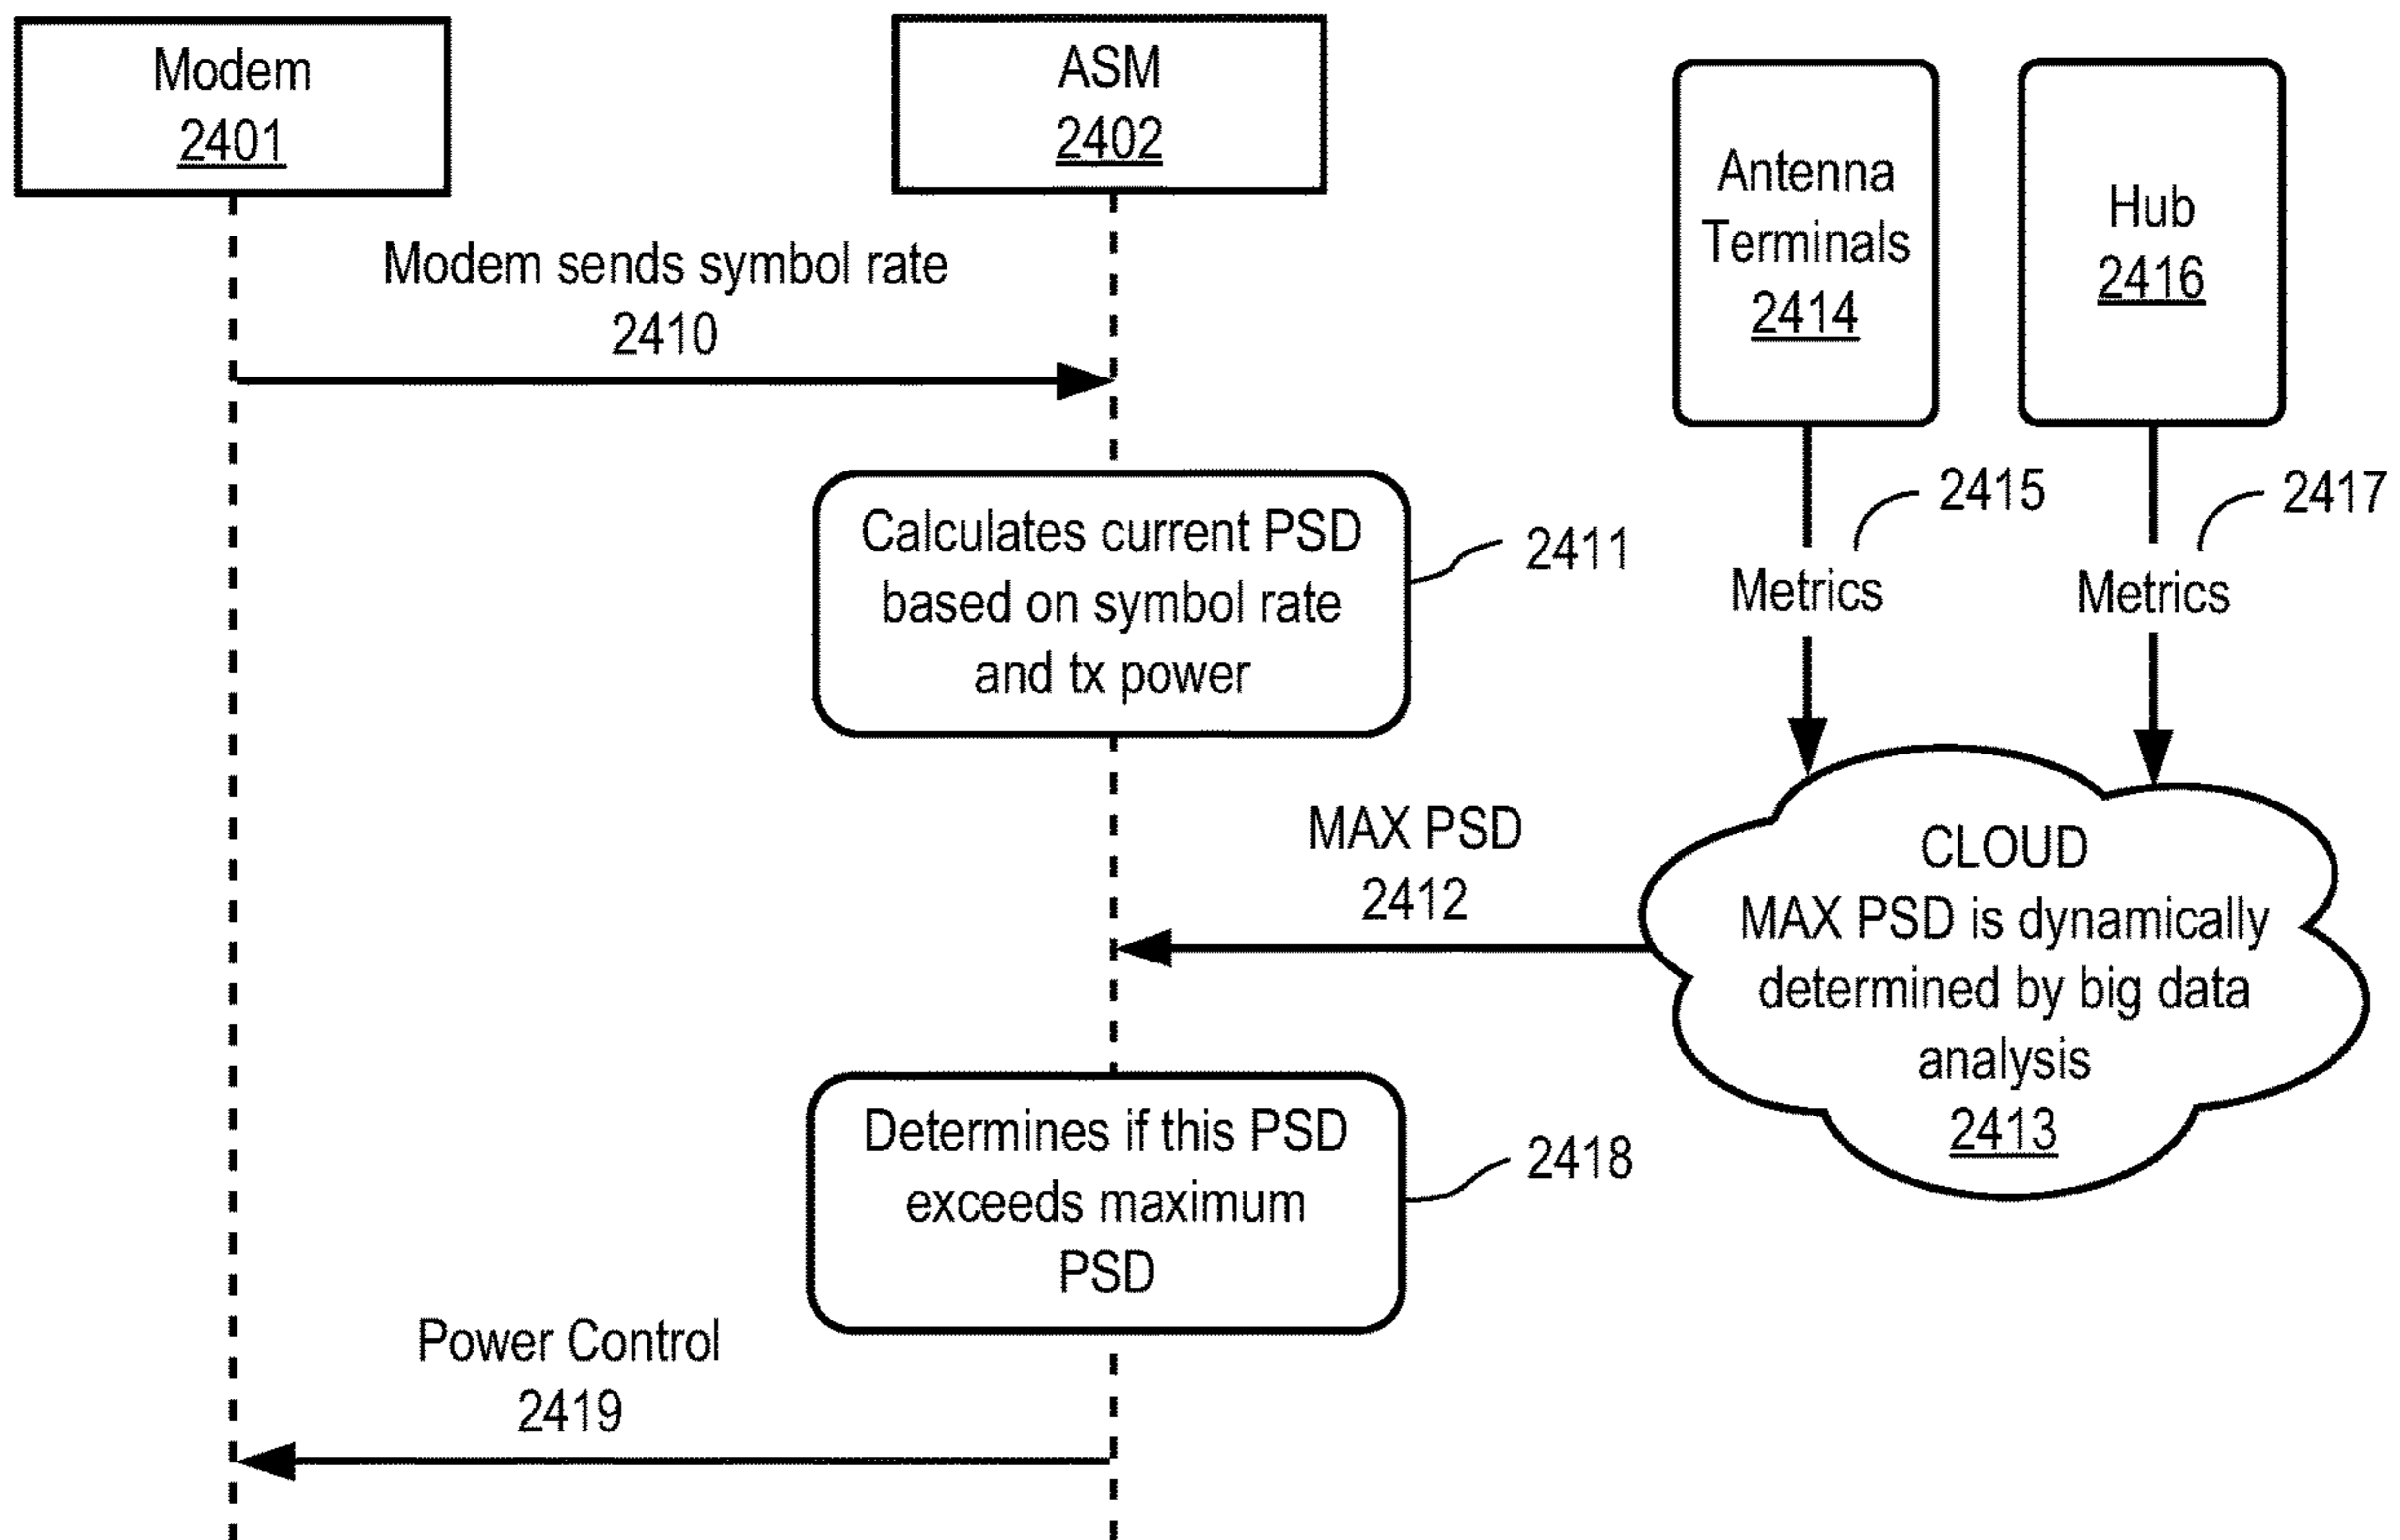 Modem
2401
ASM
2402
Antenna
Terminals
2414
Hub
2416
Modem sends symbol rate
2410
Calculates current PSD
based on symbol rate
and tx power
2411
2415
2417
Metrics
Metrics
MAX PSD
2412
CLOUD
MAX PSD is dynamically
determined by big data
analysis
2413
Determines if this PSD
exceeds maximum
PSD
2418
Power Control
2419